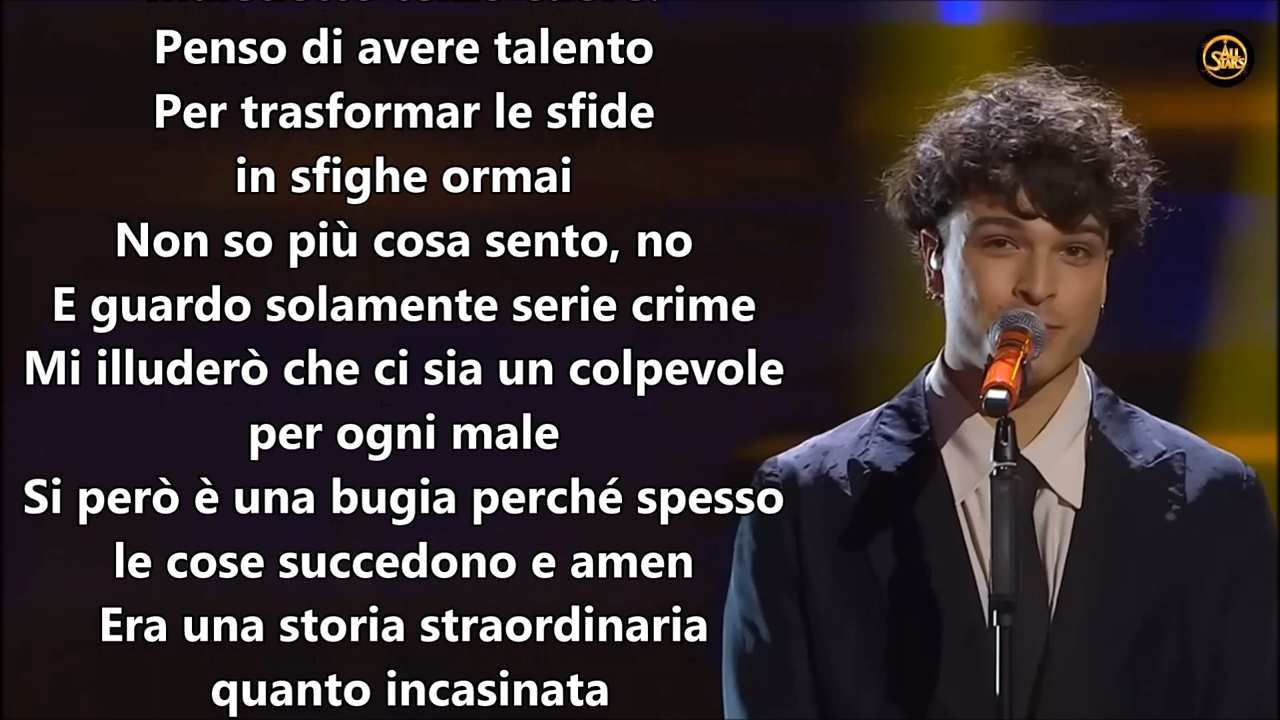 Penso di avere talento
Per trasformar le sfide
in sfighe ormai
Non so più cosa sento, no
E guardo solamente serie crime
Mi illuderò che ci sia un colpevole
per ogni male
Si però è una bugia perché spesso
le cose succedono e amen
Era una storia straordinaria
quanto incasinata
ALL
STARS